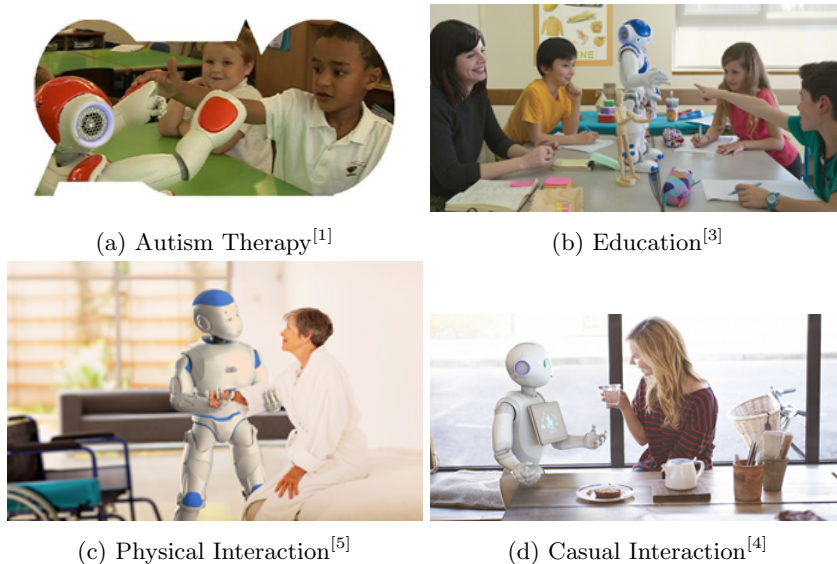 (a) Autism Therapy[1]
(b) Education[3]
(c) Physical Interaction[5]
(d) Casual Interaction[4]